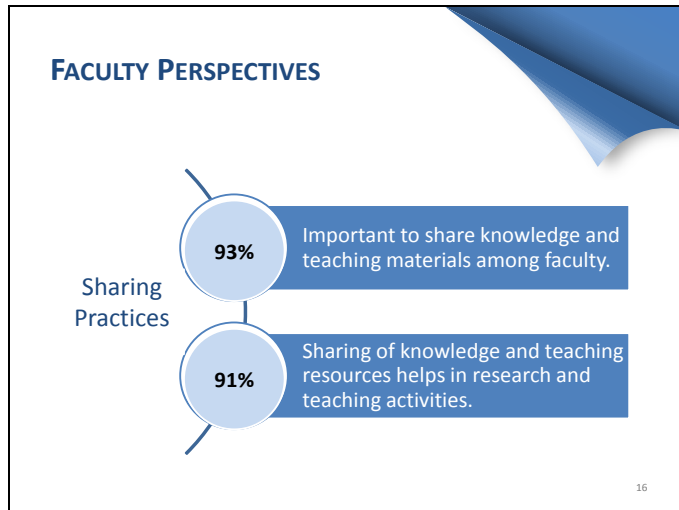 FACULTY PERSPECTIVES
93%
Important to share knowledge and
teaching materials among faculty.
Sharing
Practices
91%
Sharing of knowledge and teaching
resources helps in research and
teaching activities.
16